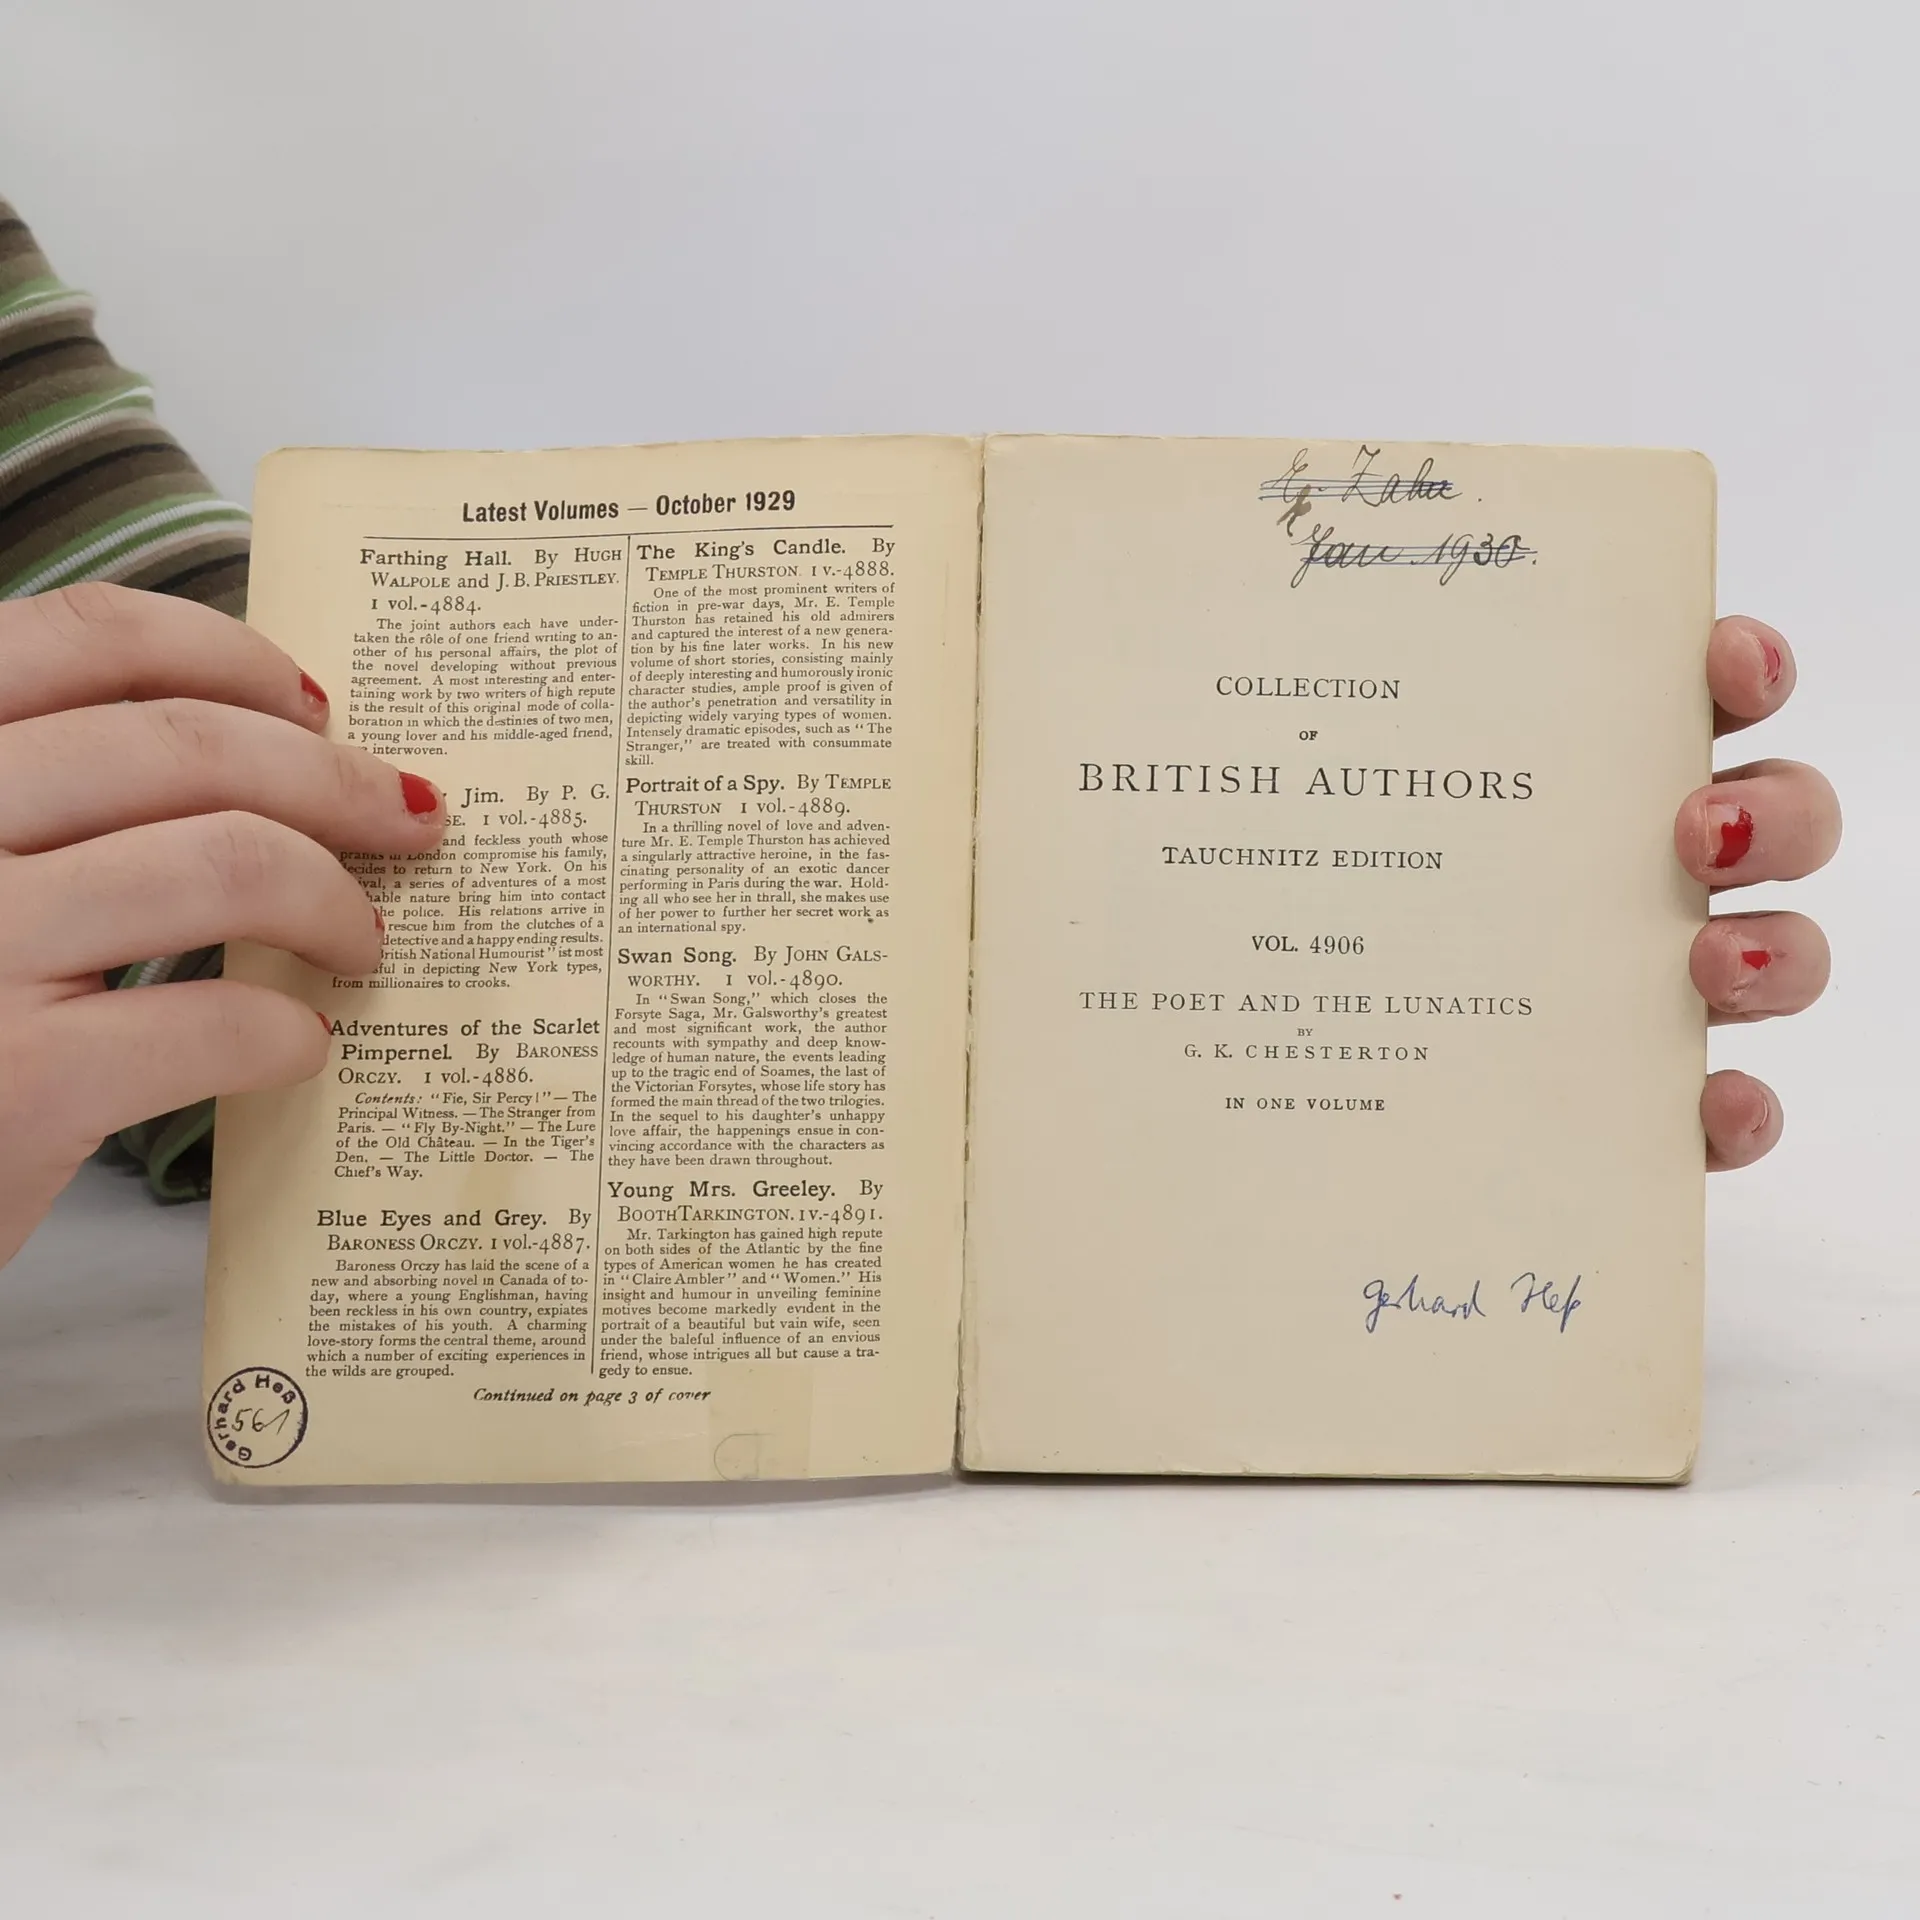 Latest Volumes — October 1929
Farthing Hall. By HUGH
WALPOLE and J. B. PRIESTLEY.
1 vol.-4884.
The joint authors each have under-
taken the rôle of one friend writing to an-
other of his personal affairs, the plot of
the novel developing without previous
agreement. A most interesting and enter-
taining work by two writers of high repute
is the result of this original mode of colla-
boration in which the destinies of two men,
a young lover and his middle-aged friend,
interwoven.
Jim. By P. G.
SE. 1 vol.-4885.
and feckless youth whose
pranks in London compromise his family,
decides to return to New York. On his
ival, a series of adventures of a most
able nature bring him into contact
he police. His relations arrive in
rescue him from the clutches of a
detective and a happy ending results.
ritish National Humourist" ist most
ful in depicting New York types,
from millionaires to crooks.
Adventures of the Scarlet
Pimpernel. By BARONESS
ORCZY. 1 vol.-4886.
Contents: "Fie, Sir Percy!" — The
Principal Witness. — The Stranger from
Paris. — "Fly By-Night." — The Lure
of the Old Château. — In the Tiger's
Den. — The Little Doctor. — The
Chief's Way.
Blue Eyes and Grey. By
BARONESS ORCZY. 1 vol.-4887.
Baroness Orczy has laid the scene of a
new and absorbing novel in Canada of to-
day, where a young Englishman, having
been reckless in his own country, expiates
the mistakes of his youth. A charming
love-story forms the central theme, around
which a number of exciting experiences in
the wilds are grouped.
The King's Candle. By
TEMPLE THURSTON. 1 v.-4888.
One of the most prominent writers of
fiction in pre-war days, Mr. E. Temple
Thurston has retained his old admirers
and captured the interest of a new genera-
tion by his fine later works. In his new
volume of short stories, consisting mainly
of deeply interesting and humorously ironic
character studies, ample proof is given of
the author's penetration and versatility in
depicting widely varying types of women.
Intensely dramatic episodes, such as "The
Stranger," are treated with consummate
skill.
Portrait of a Spy. By TEMPLE
THURSTON 1 vol.-4889.
In a thrilling novel of love and adven-
ture Mr. E. Temple Thurston has achieved
a singularly attractive heroine, in the fas-
cinating personality of an exotic dancer
performing in Paris during the war. Hold-
ing all who see her in thrall, she makes use
of her power to further her secret work as
an international spy.
Swan Song. By JOHN GALS-
WORTHY. 1 vol.-4890.
In "Swan Song," which closes the
Forsyte Saga, Mr. Galsworthy's greatest
and most significant work, the author
recounts with sympathy and deep know-
ledge of human nature, the events leading
up to the tragic end of Soames, the last of
the Victorian Forsytes, whose life story has
formed the main thread of the two trilogies.
In the sequel to his daughter's unhappy
love affair, the happenings ensue in con-
vincing accordance with the characters as
they have been drawn throughout.
Young Mrs. Greeley. By
BOOTH TARKINGTON. 1 v.-4891.
Mr. Tarkington has gained high repute
on both sides of the Atlantic by the fine
types of American women he has created
in "Claire Ambler" and "Women." His
insight and humour in unveiling feminine
motives become markedly evident in the
portrait of a beautiful but vain wife, seen
under the baleful influence of an envious
friend, whose intrigues all but cause a tra-
gedy to ensue.
Continued on page 3 of cover
Gerhard Heß
561
E. Zahn.
Jan. 1930.
COLLECTION
OF
BRITISH AUTHORS
TAUCHNITZ EDITION
VOL. 4906
THE POET AND THE LUNATICS
BY
G. K. CHESTERTON
IN ONE VOLUME
Gerhard Heß